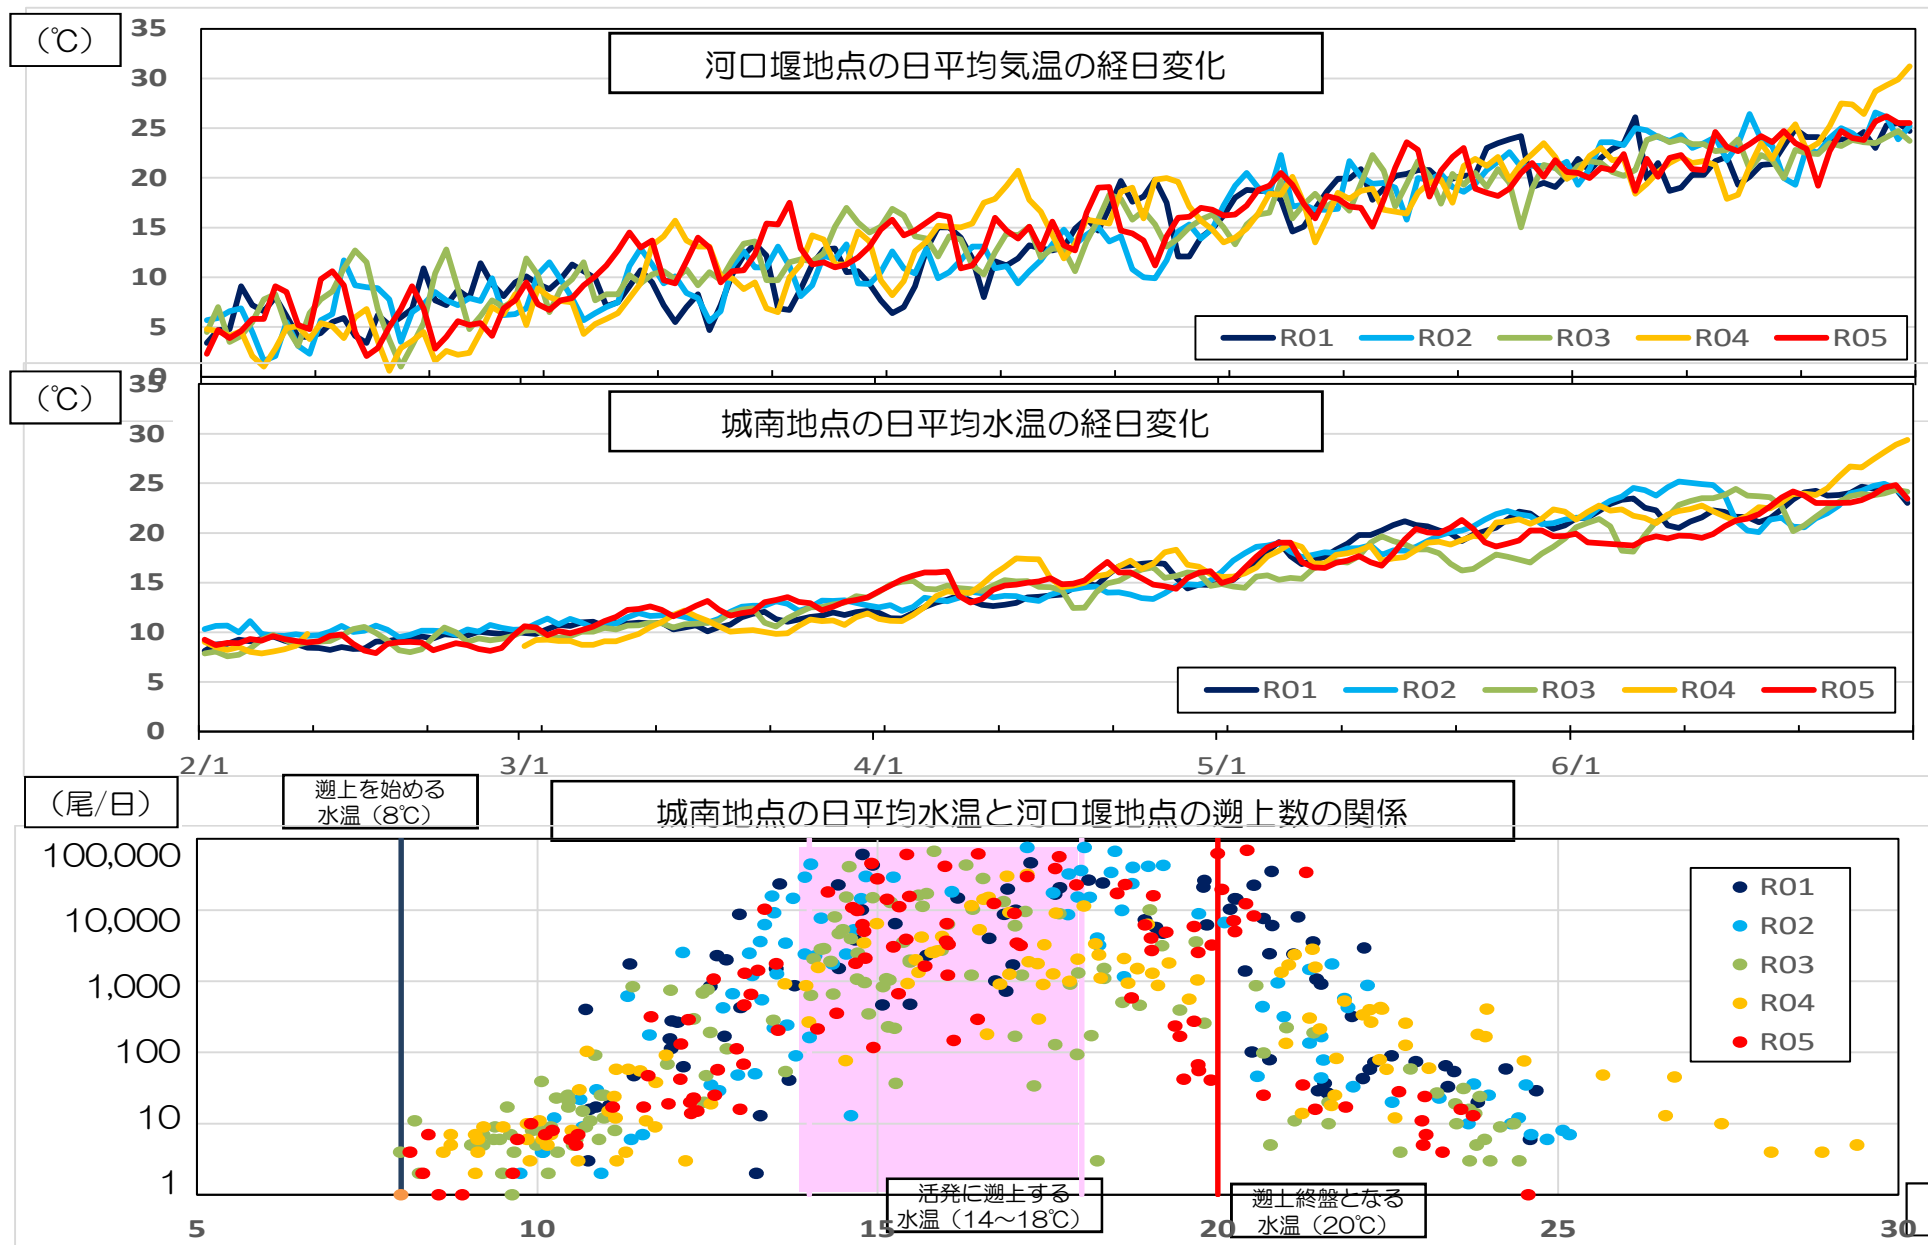 （℃）
河口堰地点の日平均気温の経日変化
35
30
25
20
15
10
5
0
R01 R02 R03 R04 R05
（℃）
城南地点の日平均水温の経日変化
35
30
25
20
15
10
5
0
R01 R02 R03 R04 R05
2/1 3/1 4/1 5/1 6/1
（尾/日）
遡上を始める
水温（8℃）
城南地点の日平均水温と河口堰地点の遡上数の関係
100,000
10,000
1,000
100
10
1
R01
R02
R03
R04
R05
活発に遡上する
水温（14～18℃）
遡上終盤となる
水温（20℃）
5 10 15 20 25 30